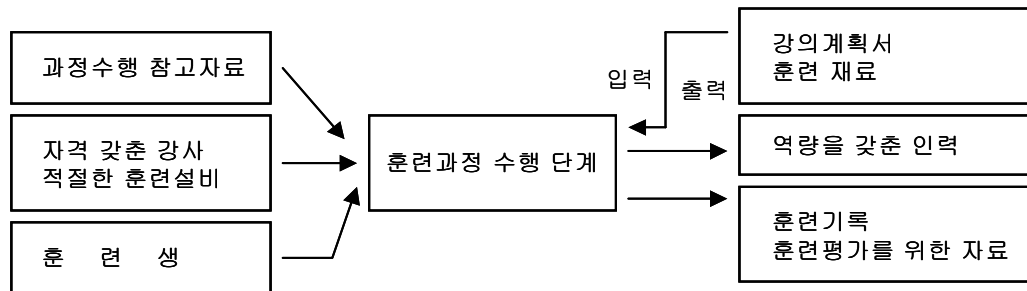 과정수행 참고자료
자격 갖춘 강사
적절한 훈련설비
훈 련 생
훈련과정 수행 단계
입력
출력
강의계획서
훈련 재료
역량을 갖춘 인력
훈련기록
훈련평가를 위한 자료